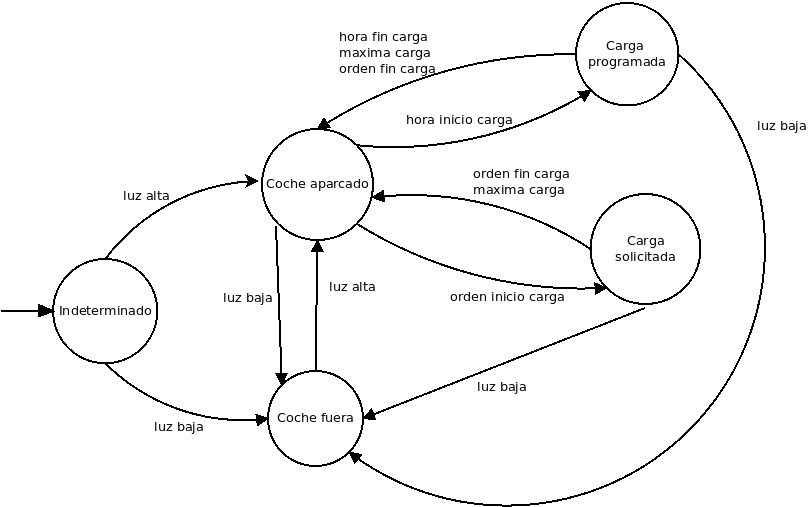 hora fin carga
maxima carga
orden fin carga
Carga
programada
hora inicio carga
luz baja
Coche aparcado
orden fin carga
maxima carga
luz alta
Carga
solicitada
luz baja
luz alta
orden inicio carga
Indeterminado
luz baja
Coche fuera
luz baja